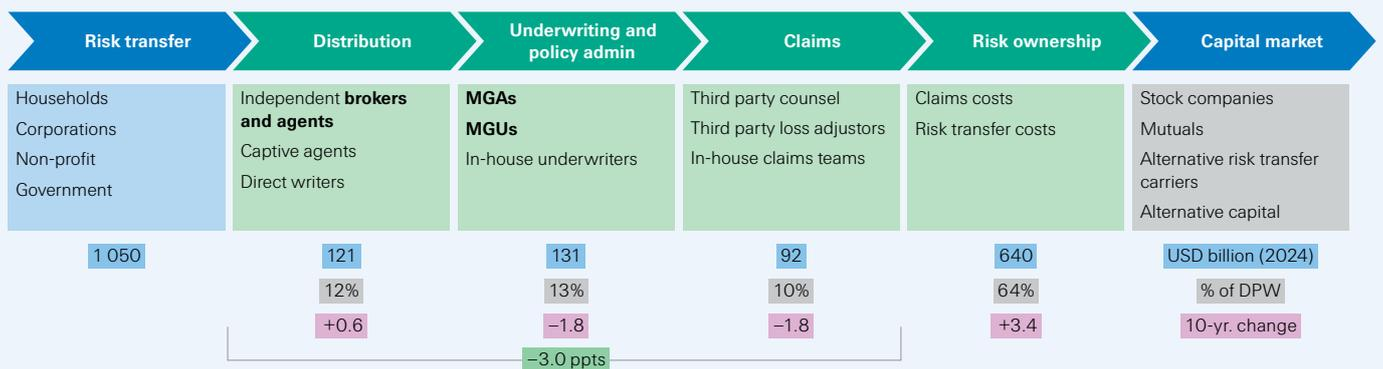 Risk transfer
Distribution
Underwriting and
policy admin
Claims
Risk ownership
Capital market
Households
Corporations
Non-profit
Government
Independent brokers
and agents
Captive agents
Direct writers
MGAs
MGUs
In-house underwriters
Third party counsel
Third party loss adjustors
In-house claims teams
Claims costs
Risk transfer costs
Stock companies
Mutuals
Alternative risk transfer
carriers
Alternative capital
1 050
121
131
92
640
USD billion (2024)
12%
13%
10%
64%
% of DPW
+0.6
–1.8
–1.8
+3.4
10-yr. change
–3.0 ppts